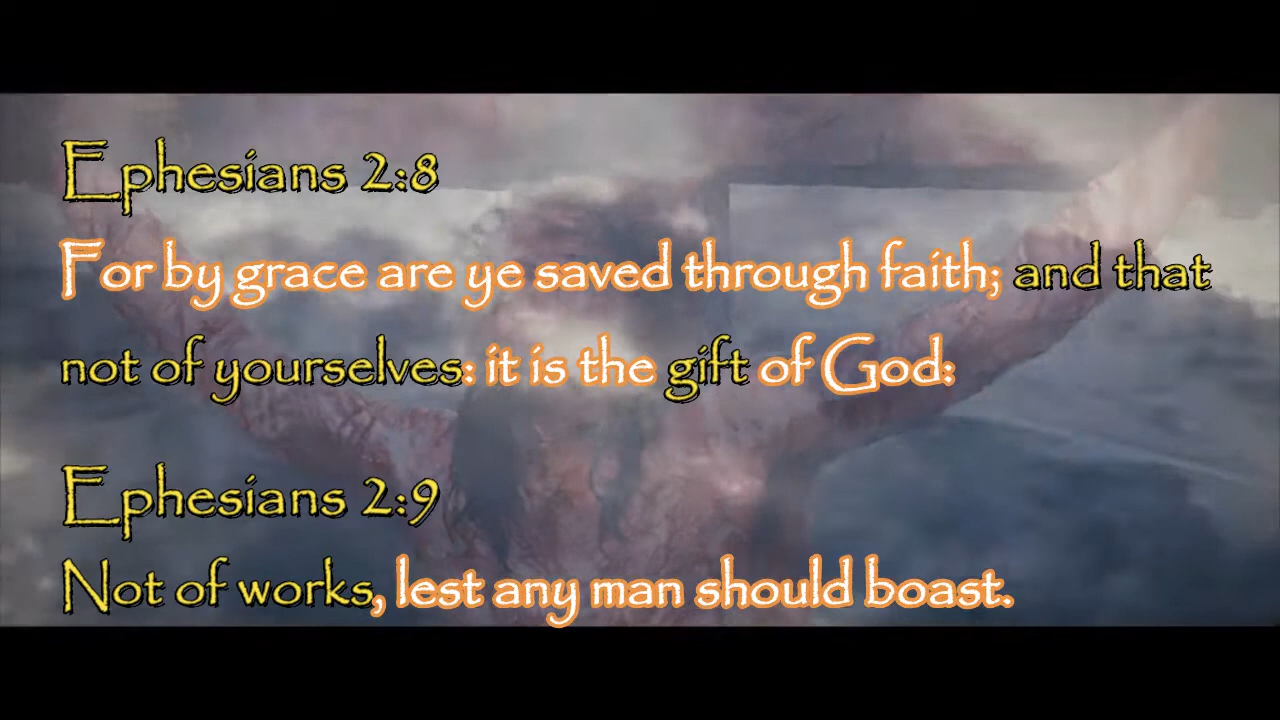 Ephesians 2:8
For by grace are ye saved through faith; and that
not of yourselves: it is the gift of God:
Ephesians 2:9
Not of works, lest any man should boast.